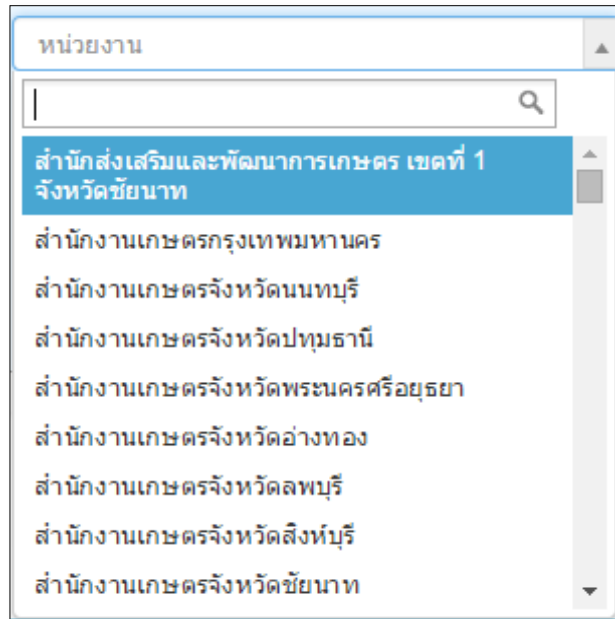 หน่วยงาน
สำนักส่งเสริมและพัฒนาการเกษตร เขตที่ 1
จังหวัดชัยนาท
สำนักงานเกษตรกรุงเทพมหานคร
สำนักงานเกษตรจังหวัดนนทบุรี
สำนักงานเกษตรจังหวัดปทุมธานี
สำนักงานเกษตรจังหวัดพระนครศรีอยุธยา
สำนักงานเกษตรจังหวัดอ่างทอง
สำนักงานเกษตรจังหวัดลพบุรี
สำนักงานเกษตรจังหวัดสิงห์บุรี
สำนักงานเกษตรจังหวัดชัยนาท